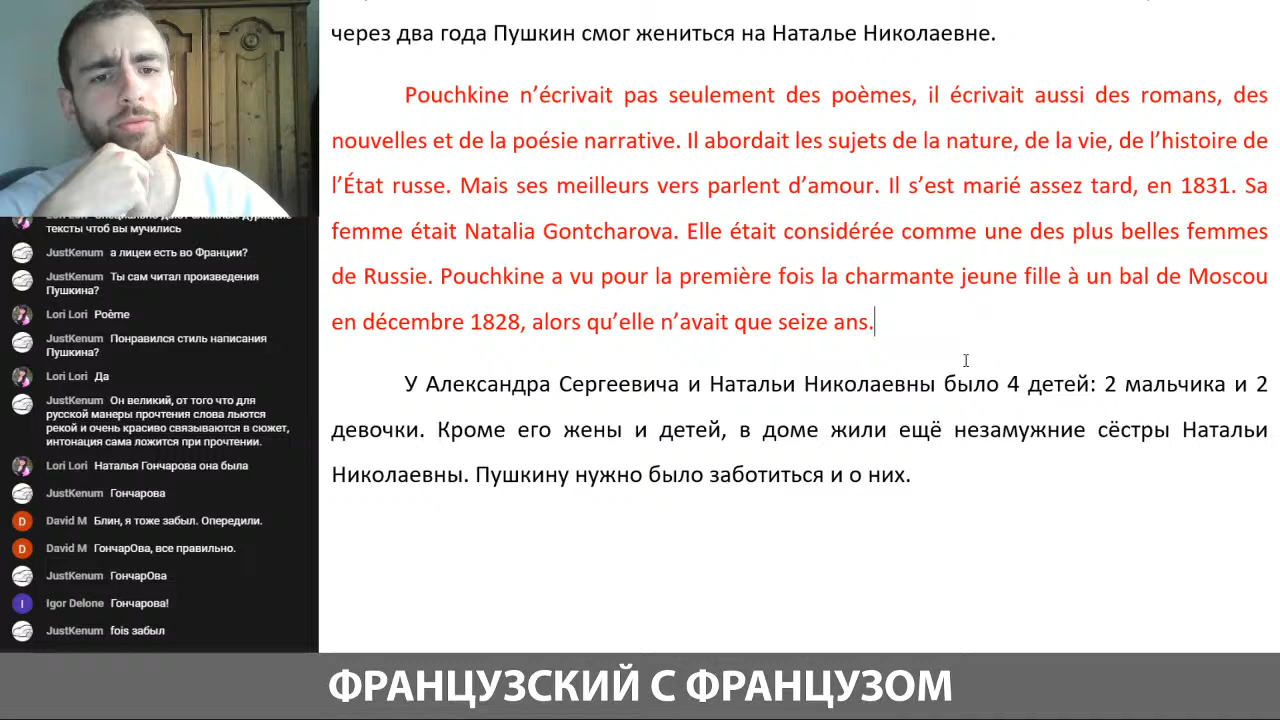 через два года Пушкин смог жениться на Наталье Николаевне.
Pouchkine n’écrivait pas seulement des poèmes, il écrivait aussi des romans, des
nouvelles et de la poésie narrative. Il abordait les sujets de la nature, de la vie, de l’histoire de
l’État russe. Mais ses meilleurs vers parlent d’amour. Il s’est marié assez tard, en 1831. Sa
femme était Natalia Gontcharova. Elle était considérée comme une des plus belles femmes
de Russie. Pouchkine a vu pour la première fois la charmante jeune fille à un bal de Moscou
en décembre 1828, alors qu’elle n’avait que seize ans.
У Александра Сергеевича и Натальи Николаевны было 4 детей: 2 мальчика и 2
девочки. Кроме его жены и детей, в доме жили ещё незамужние сёстры Натальи
Николаевны. Пушкину нужно было заботиться и о них.
тексты чтоб вы мучились
JustKenum а лицеи есть во Франции?
JustKenum Ты сам читал произведения
Пушкина?
Lori Lori Poème
JustKenum Понравился стиль написания
Пушкина?
Lori Lori Да
JustKenum Он великий, от того что для
русской манеры прочтения слова льются
рекой и очень красиво связываются в сюжет,
интонация сама ложится при прочтении.
Lori Lori Наталья Гончарова она была
JustKenum Гончарова
D David M Блин, я тоже забыл. Опередили.
D David M ГончарОва, все правильно.
JustKenum ГончарОва
I Igor Delone Гончарова!
JustKenum fois забыл
ФРАНЦУЗСКИЙ С ФРАНЦУЗОМ